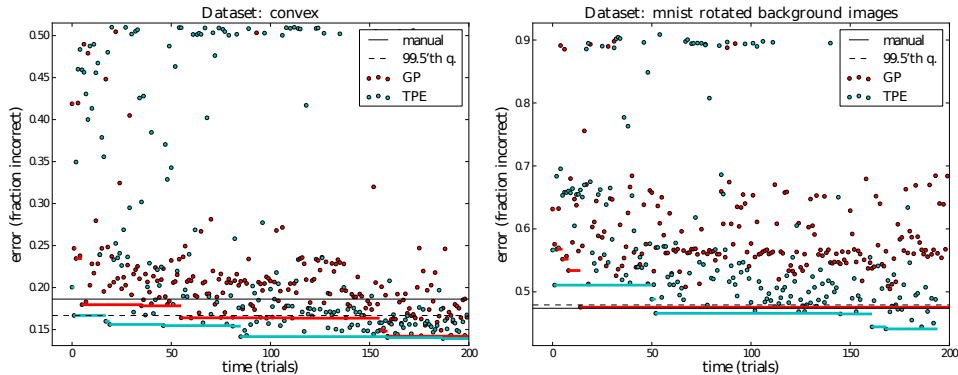 Dataset: convex
manual
99.5'th q.
GP
TPE
0.50
0.45
0.40
0.35
0.30
0.25
0.20
0.15
error (fraction incorrect)
0
50
100
150
200
time (trials)
Dataset: mnist rotated background images
manual
99.5'th q.
GP
TPE
0.9
0.8
0.7
0.6
0.5
error (fraction incorrect)
0
50
100
150
200
time (trials)